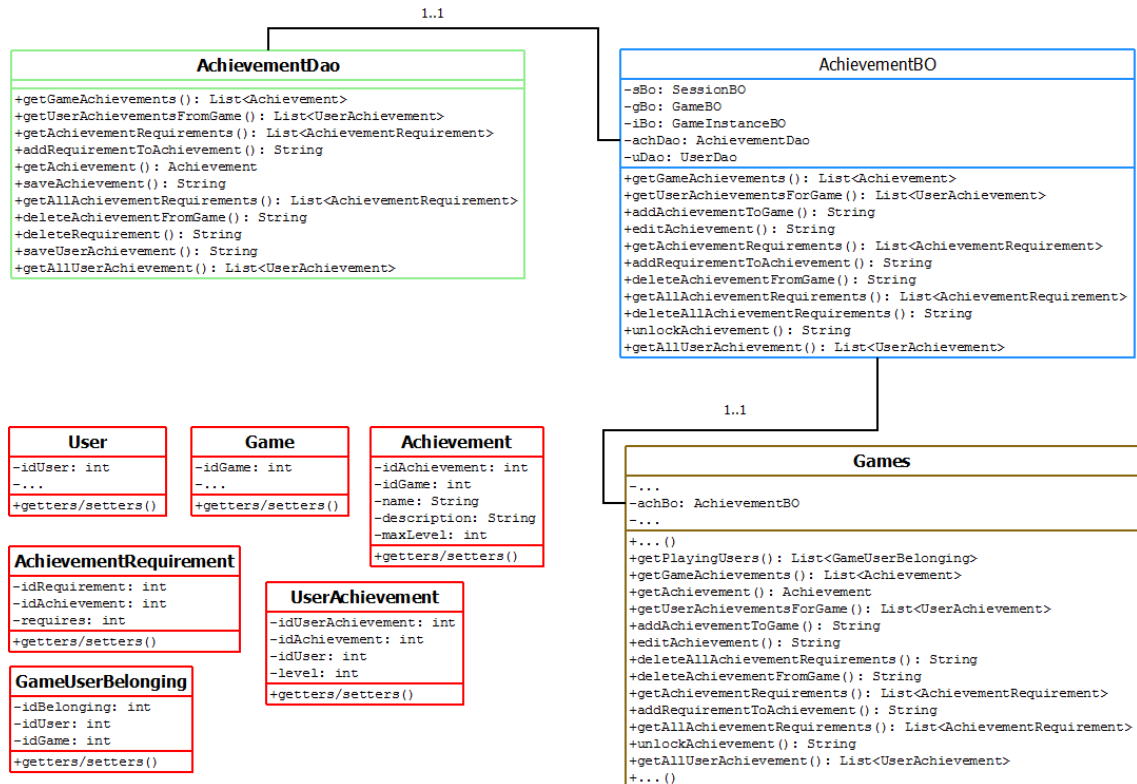 1..1
AchievementDao
+getGameAchievements(): List<Achievement>
+getUserAchievementsFromGame(): List<UserAchievement>
+getAchievementRequirements(): List<AchievementRequirement>
+addRequirementToAchievement(): String
+getAchievement(): Achievement
+saveAchievement(): String
+getAllAchievementRequirements(): List<AchievementRequirement>
+deleteAchievementFromGame(): String
+deleteRequirement(): String
+saveUserAchievement(): String
+getAllUserAchievement(): List<UserAchievement>
AchievementBO
-sBo: SessionBO
-gBo: GameBO
-iBo: GameInstanceBO
-achDao: AchievementDao
-uDao: UserDao
+getGameAchievements(): List<Achievement>
+getUserAchievementsForGame(): List<UserAchievement>
+addAchievementToGame(): String
+editAchievement(): String
+getAchievementRequirements(): List<AchievementRequirement>
+addRequirementToAchievement(): String
+deleteAchievementFromGame(): String
+getAllAchievementRequirements(): List<AchievementRequirement>
+deleteAllAchievementRequirements(): String
+unlockAchievement(): String
+getAllUserAchievement(): List<UserAchievement>
1..1
User
-idUser: int
-...
+getters/setters()
Game
-idGame: int
-...
+getters/setters()
Achievement
-idAchievement: int
-idGame: int
-name: String
-description: String
-maxLevel: int
+getters/setters()
AchievementRequirement
-idRequirement: int
-idAchievement: int
-requires: int
+getters/setters()
UserAchievement
-idUserAchievement: int
-idAchievement: int
-idUser: int
-level: int
+getters/setters()
GameUserBelonging
-idBelonging: int
-idUser: int
-idGame: int
+getters/setters()
Games
-...
-achBo: AchievementBO
-...
+...()
+getPlayingUsers(): List<GameUserBelonging>
+getGameAchievements(): List<Achievement>
+getAchievement(): Achievement
+getUserAchievementsForGame(): List<UserAchievement>
+addAchievementToGame(): String
+editAchievement(): String
+deleteAllAchievementRequirements(): String
+deleteAchievementFromGame(): String
+getAchievementRequirements(): List<AchievementRequirement>
+addRequirementToAchievement(): String
+getAllAchievementRequirements(): List<AchievementRequirement>
+unlockAchievement(): String
+getAllUserAchievement(): List<UserAchievement>
+...()